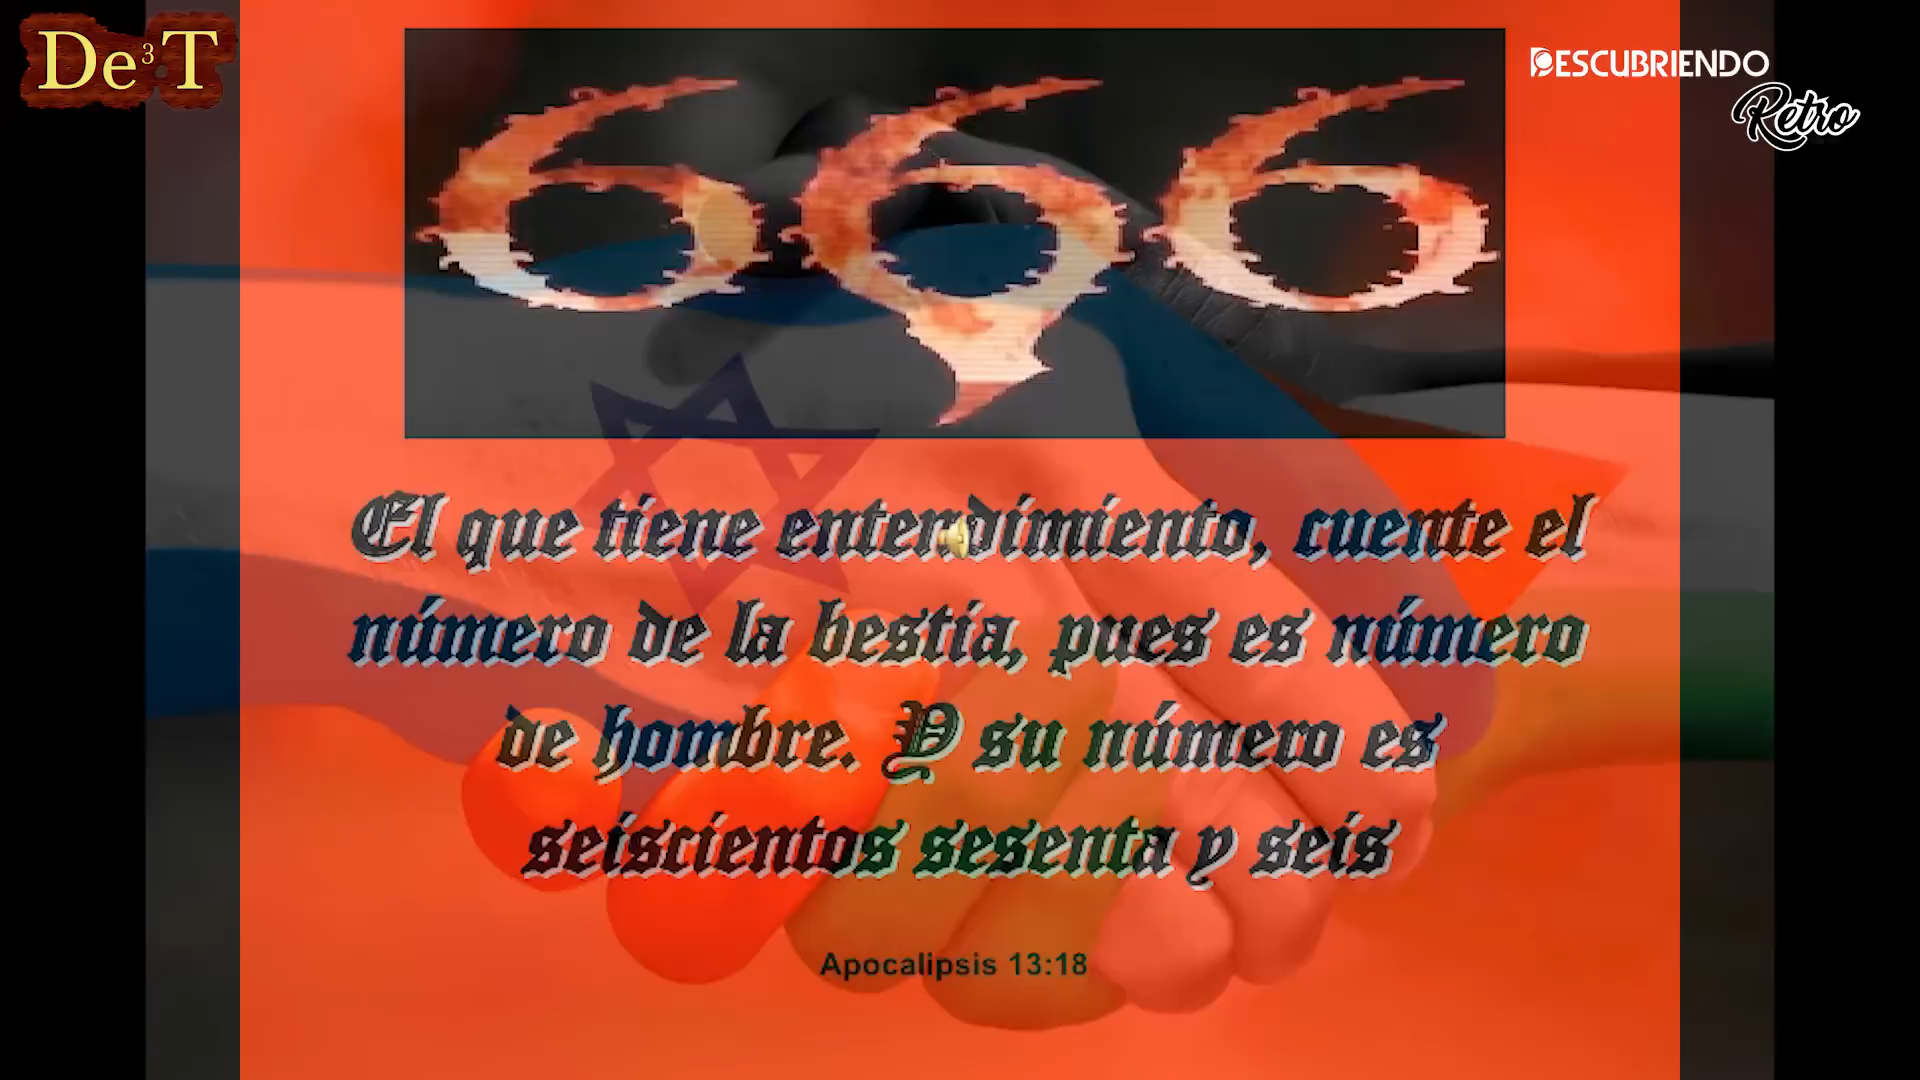 De³T
DESCUBRIENDO
Retro
666
El que tiene entendimiento, cuente el
número de la bestia, pues es número
de hombre. Y su número es
seiscientos sesenta y seis
Apocalipsis 13:18